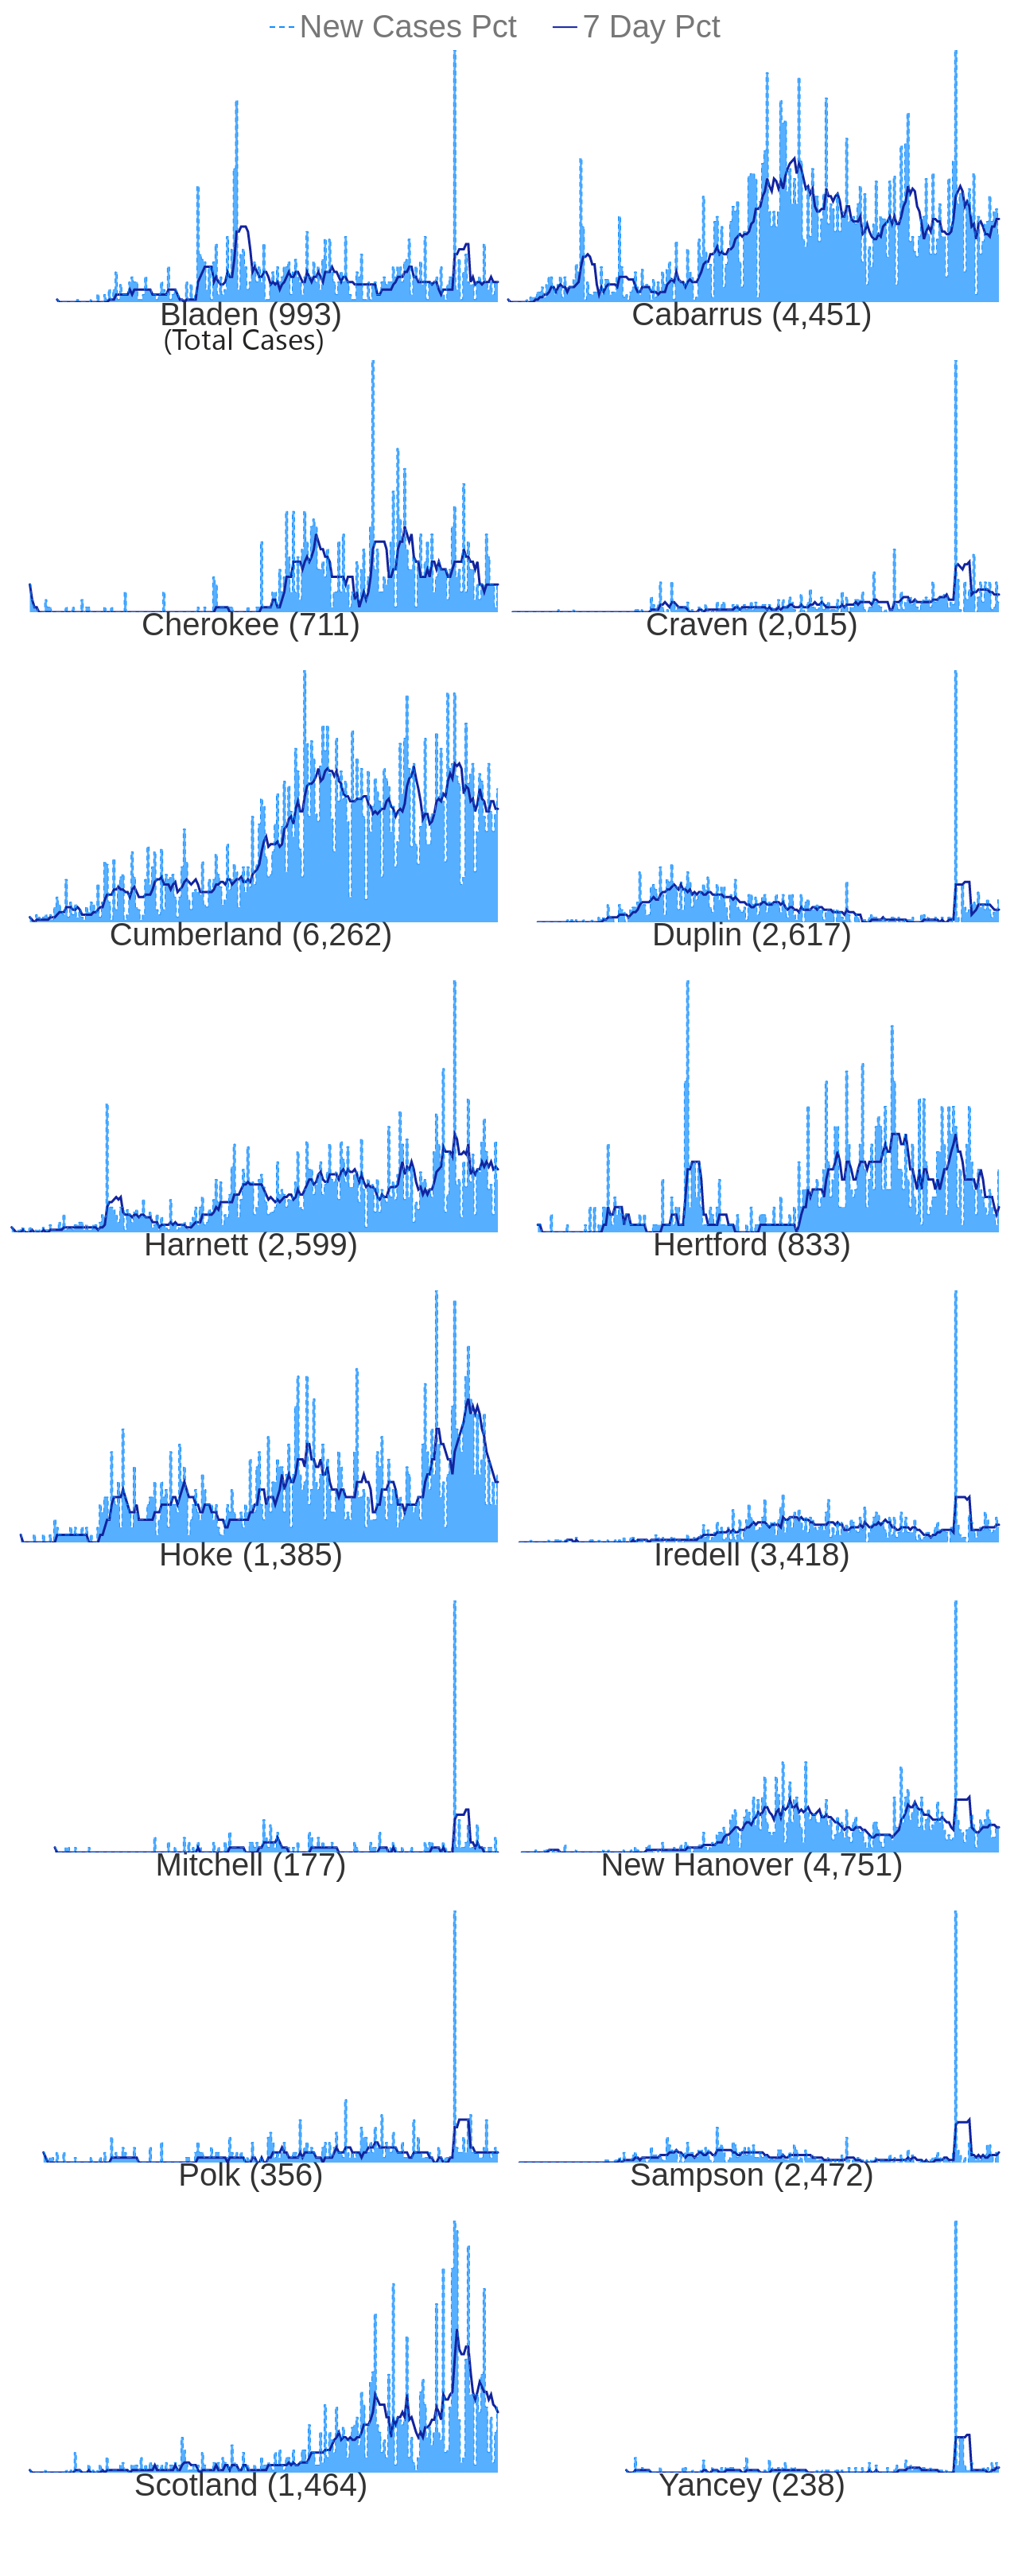 New Cases Pct 7 Day Pct
Bladen (993) Cabarrus (4,451)
(Total Cases)
Cherokee (711) Craven (2,015)
Cumberland (6,262) Duplin (2,617)
Harnett (2,599) Hertford (833)
Hoke (1,385) Iredell (3,418)
Mitchell (177) New Hanover (4,751)
Polk (356) Sampson (2,472)
Scotland (1,464) Yancey (238)